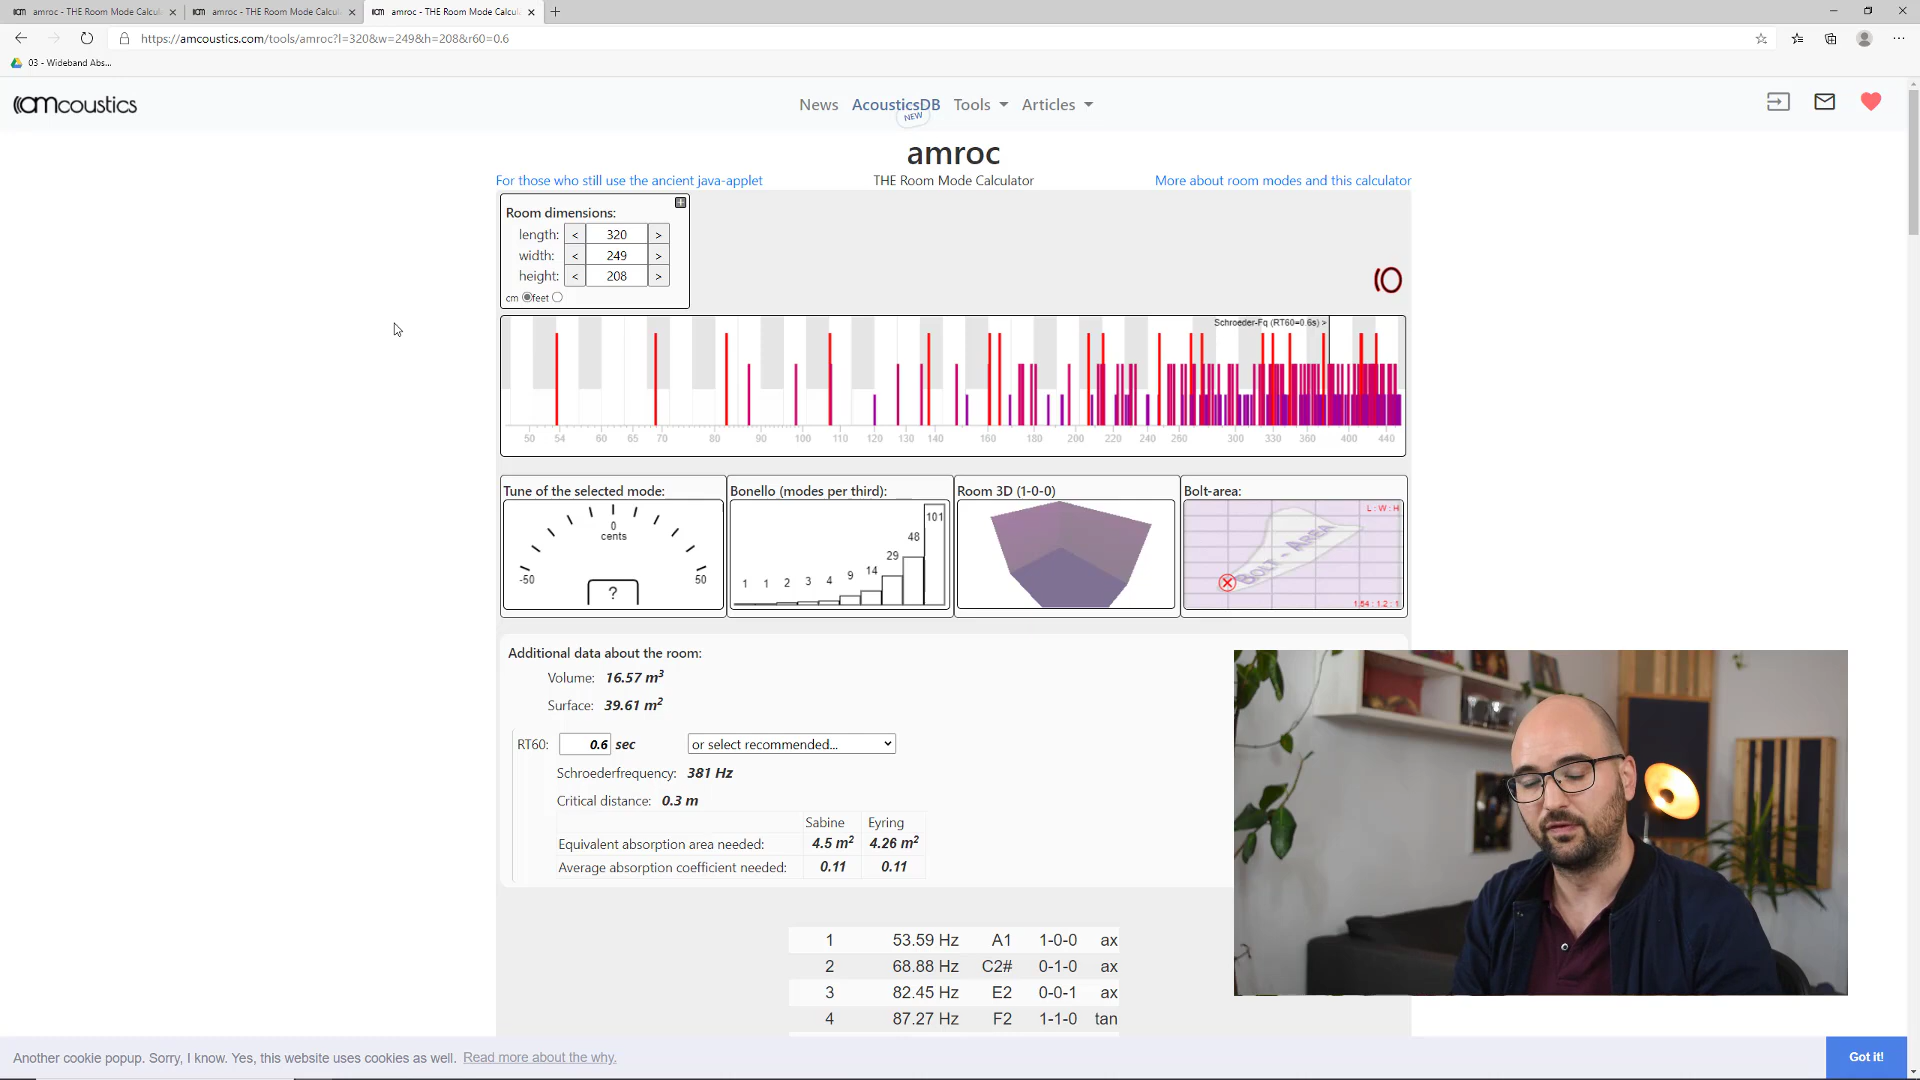 amroc - THE Room Mode Calcul
amroc - THE Room Mode Calcul
amroc - THE Room Mode Calcu
https://amcoustics.com/tools/amroc?l=320&w=249&h=208&r60=0.6
03 - Wideband Abs...
amcoustics
News
AcousticsDB
NEW
Tools
Articles
amroc
For those who still use the ancient java-applet
THE Room Mode Calculator
More about room modes and this calculator
Room dimensions:
length: < 320 >
width: < 249 >
height: < 208 >
cm feet
Schroeder-Fq (RT60=0.6s) >
50 54 60 65 70 80 90 100 110 120 130 140 160 180 200 220 240 260 300 330 360 400 440
Tune of the selected mode:
0
cents
-50 50
?
Bonello (modes per third):
1 1 2 3 4 9 14 29 48 101
Room 3D (1-0-0)
Bolt-area:
L : W : H
BOLT - AREA
1.54 : 1.2 : 1
Additional data about the room:
Volume: 16.57 m³
Surface: 39.61 m²
RT60: 0.6 sec or select recommended...
Schroederfrequency: 381 Hz
Critical distance: 0.3 m
Sabine Eyring
Equivalent absorption area needed: 4.5 m² 4.26 m²
Average absorption coefficient needed: 0.11 0.11
1 53.59 Hz A1 1-0-0 ax
2 68.88 Hz C2# 0-1-0 ax
3 82.45 Hz E2 0-0-1 ax
4 87.27 Hz F2 1-1-0 tan
Another cookie popup. Sorry, I know. Yes, this website uses cookies as well. Read more about the why.
Got it!